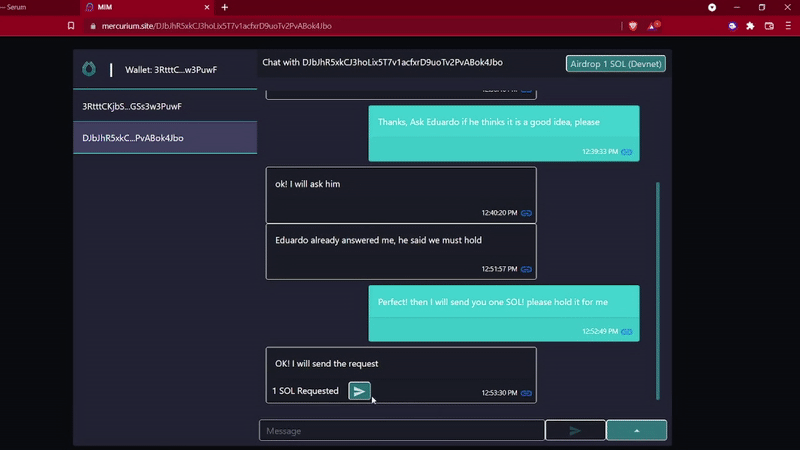 Serum
MIM
mercurium.site/DJbJhR5xkCJ3hoLix5T7v1acfxrD9uoTv2PvABok4Jbo
Wallet: 3RtttC...w3PuwF
Chat with DJbJhR5xkCJ3hoLix5T7v1acfxrD9uoTv2PvABok4Jbo
Airdrop 1 SOL (Devnet)
3RtttCKjbS...GSs3w3PuwF
DJbJhR5xkC...PvABok4Jbo
Thanks, Ask Eduardo if he thinks it is a good idea, please
12:39:33 PM
ok! I will ask him
12:40:20 PM
Eduardo already answered me, he said we must hold
12:51:57 PM
Perfect! then I will send you one SOL! please hold it for me
12:52:49 PM
OK! I will send the request
1 SOL Requested
12:53:30 PM
Message